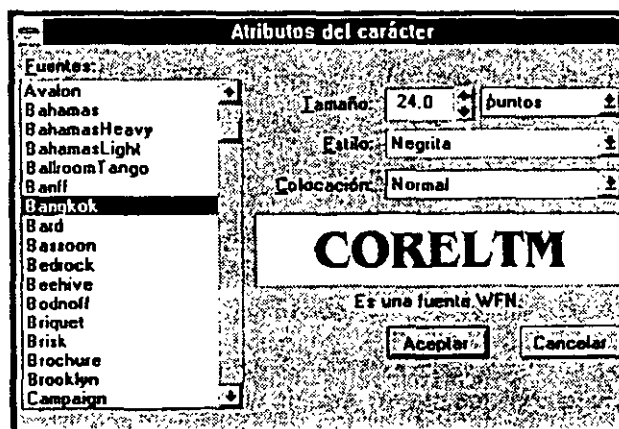 Atributos del carácter
Fuentes:
Avalon
Bahamas
BahamasHeavy
BahamasLight
BallroomTango
Banff
Bangkok
Bard
Bassoon
Bedrock
Beehive
Bodnoff
Briquet
Brisk
Brochure
Brooklyn
Campaign
Tamaño: 24.0 puntos
Estilo: Negrita
Colocación: Normal
CORELTM
Es una fuente WFN.
Aceptar Cancelar